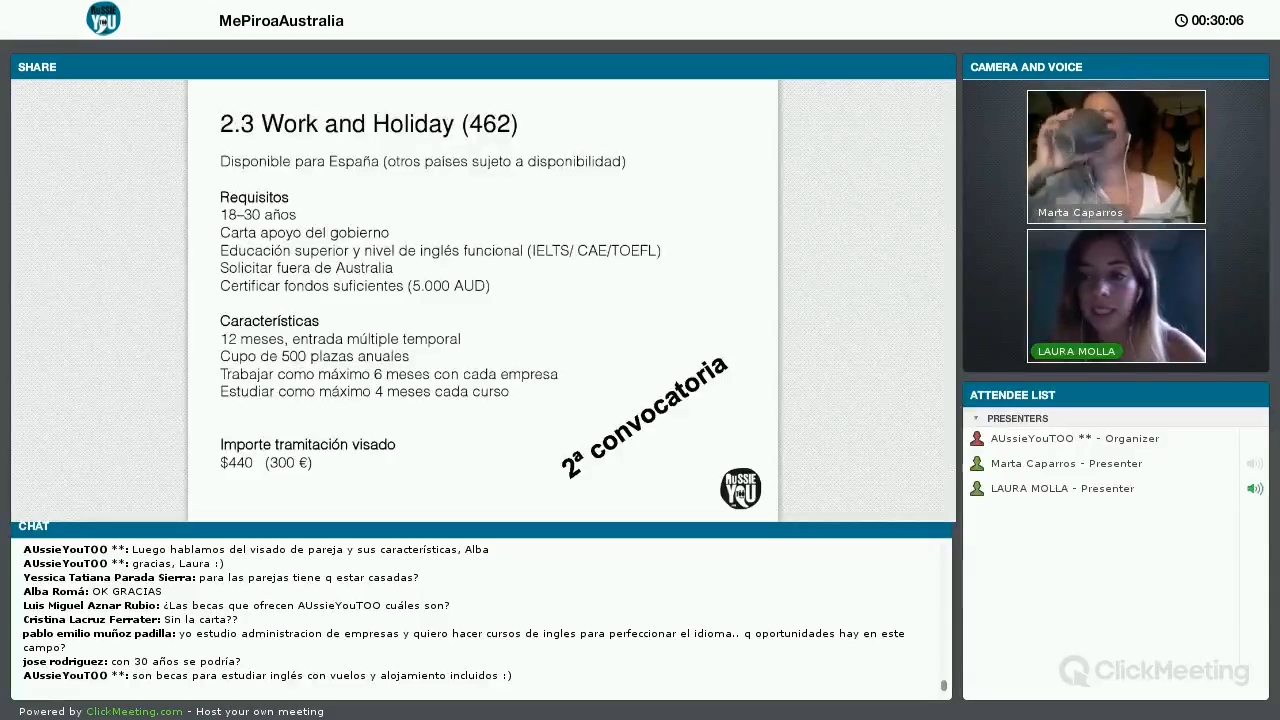 AUSSIE YOU TOO
MePiroaAustralia
00:30:06
SHARE
2.3 Work and Holiday (462)
Disponible para España (otros países sujeto a disponibilidad)
Requisitos
18–30 años
Carta apoyo del gobierno
Educación superior y nivel de inglés funcional (IELTS/ CAE/TOEFL)
Solicitar fuera de Australia
Certificar fondos suficientes (5.000 AUD)
Características
12 meses, entrada múltiple temporal
Cupo de 500 plazas anuales
Trabajar como máximo 6 meses con cada empresa
Estudiar como máximo 4 meses cada curso
2ª convocatoria
Importe tramitación visado
$440 (300 €)
AUSSIE YOU TOO
CAMERA AND VOICE
Marta Caparros
LAURA MOLLA
ATTENDEE LIST
PRESENTERS
AUssieYouTOO ** - Organizer
Marta Caparros - Presenter
LAURA MOLLA - Presenter
ClickMeeting
CHAT
AUssieYouTOO **: Luego hablamos del visado de pareja y sus características, Alba
AUssieYouTOO **: gracias, Laura :)
Yessica Tatiana Parada Sierra: para las parejas tiene q estar casadas?
Alba Romá: OK GRACIAS
Luis Miguel Aznar Rubio: ¿Las becas que ofrecen AUssieYouTOO cuáles son?
Cristina Lacruz Ferrater: Sin la carta??
pablo emilio muñoz padilla: yo estudio administracion de empresas y quiero hacer cursos de ingles para perfeccionar el idioma.. q oportunidades hay en este
campo?
jose rodriguez: con 30 años se podría?
AUssieYouTOO **: son becas para estudiar inglés con vuelos y alojamiento incluidos :)
Powered by ClickMeeting.com - Host your own meeting